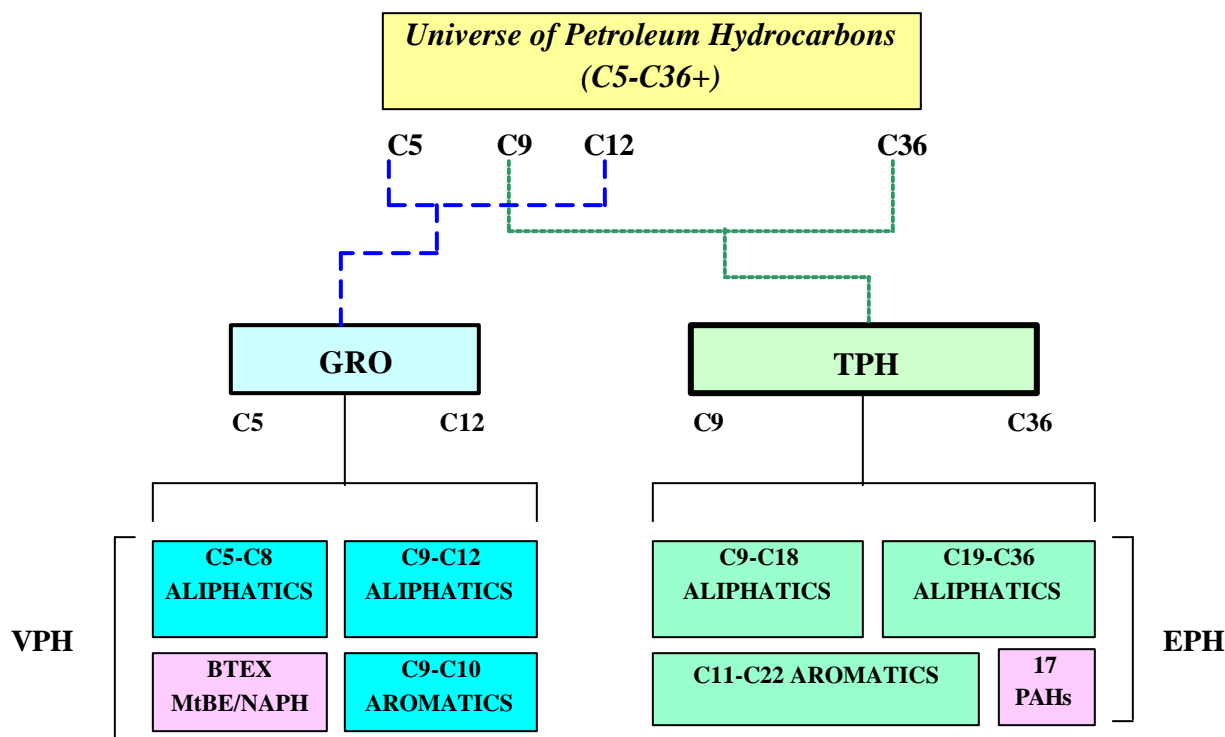 Universe of Petroleum Hydrocarbons
(C5-C36+)
C5 C9 C12 C36
GRO
TPH
C5 C12 C9 C36
C5-C8
ALIPHATICS
C9-C12
ALIPHATICS
C9-C18
ALIPHATICS
C19-C36
ALIPHATICS
VPH
EPH
BTEX
MtBE/NAPH
C9-C10
AROMATICS
C11-C22 AROMATICS
17
PAHs